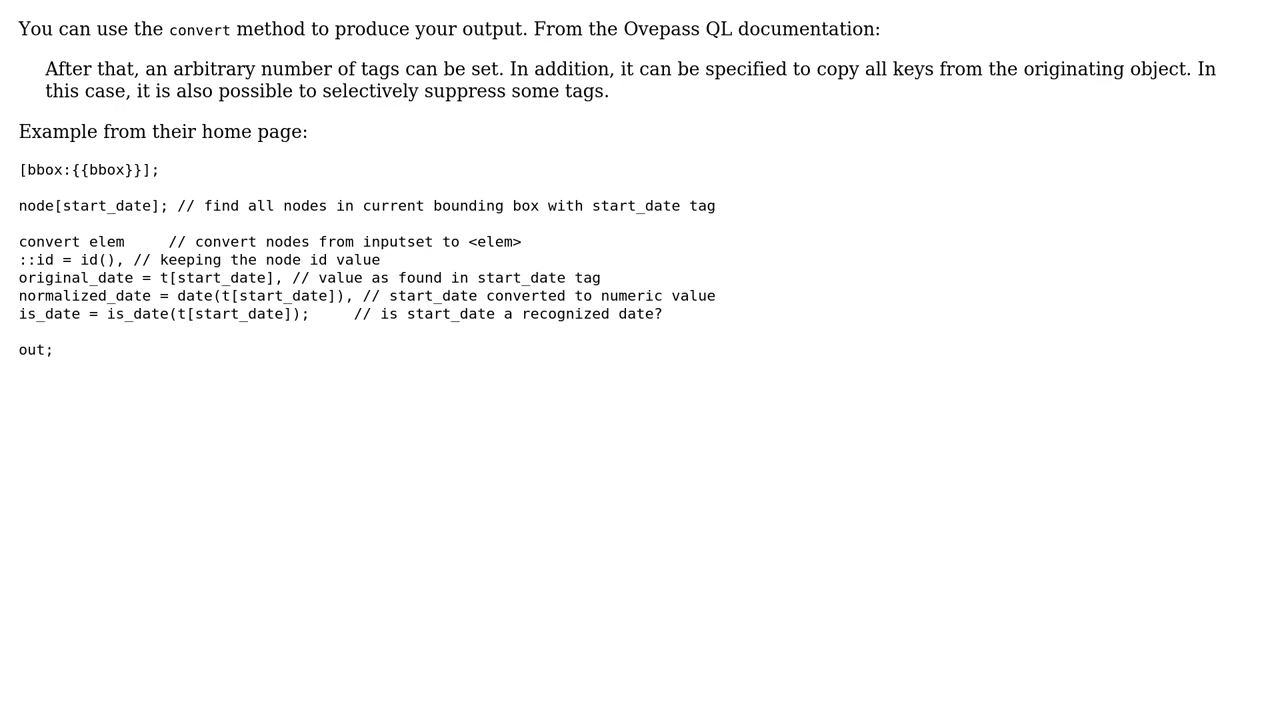 You can use the convert method to produce your output. From the Ovepass QL documentation:
After that, an arbitrary number of tags can be set. In addition, it can be specified to copy all keys from the originating object. In
this case, it is also possible to selectively suppress some tags.
Example from their home page:
[bbox:{{bbox}}];
node[start_date]; // find all nodes in current bounding box with start_date tag
convert elem     // convert nodes from inputset to <elem>
::id = id(), // keeping the node id value
original_date = t[start_date], // value as found in start_date tag
normalized_date = date(t[start_date]), // start_date converted to numeric value
is_date = is_date(t[start_date]);     // is start_date a recognized date?
out;